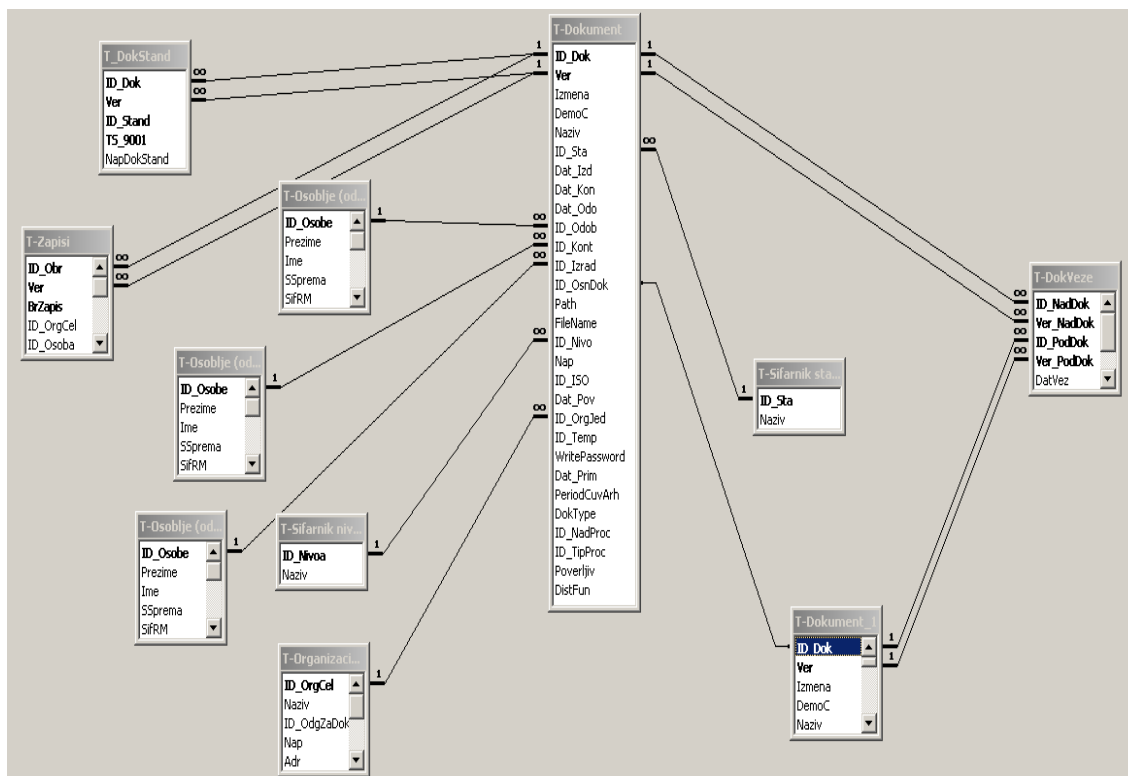 T_DokStand
ID_Dok
Ver
ID_Stand
TS_9001
NapDokStand
T-Zapisi
ID_Obr
Ver
BrZapis
ID_OrgCel
ID_Osoba
T-Osoblje (od...
ID_Osobe
Prezime
Ime
SSprema
SifRM
T-Osoblje (od...
ID_Osobe
Prezime
Ime
SSprema
SifRM
T-Osoblje (od...
ID_Osobe
Prezime
Ime
SSprema
SifRM
T-Sifarnik niv...
ID_Nivoa
Naziv
T-Organizaci...
ID_OrgCel
Naziv
ID_OdgZaDok
Nap
Adr
T-Dokument
ID_Dok
Ver
Izmena
DemoC
Naziv
ID_Sta
Dat_Izd
Dat_Kon
Dat_Odo
ID_Odob
ID_Kont
ID_Izrad
ID_OsnDok
Path
FileName
ID_Nivo
Nap
ID_ISO
Dat_Pov
ID_OrgJed
ID_Temp
WritePassword
Dat_Prim
PeriodCuvArh
DokType
ID_NadProc
ID_TipProc
Poverljiv
DistFun
T-Sifarnik sta...
ID_Sta
Naziv
T-DokVeze
ID_NadDok
Ver_NadDok
ID_PodDok
Ver_PodDok
DatVez
T-Dokument_1
ID_Dok
Ver
Izmena
DemoC
Naziv